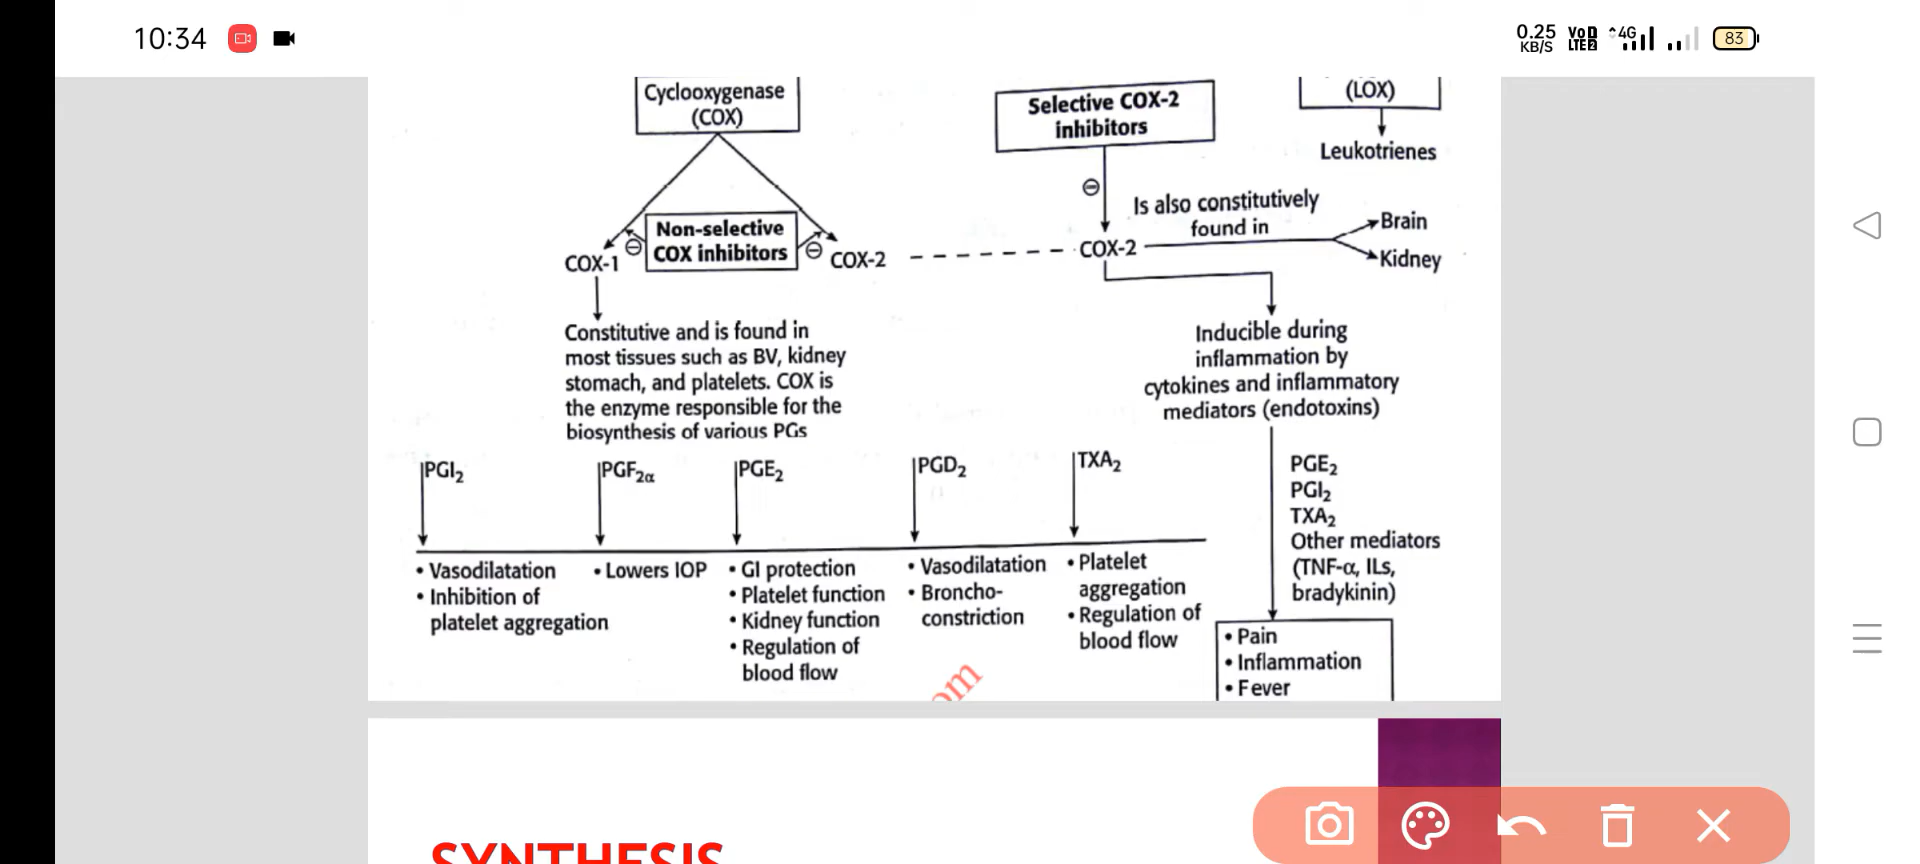 10:34
0.25
KB/S
VoD
LTE2
4G
83
Cyclooxygenase
(COX)
Selective COX-2
inhibitors
(LOX)
Leukotrienes
Non-selective
COX inhibitors
COX-1
COX-2
COX-2
Is also constitutively
found in
Brain
Kidney
Constitutive and is found in
most tissues such as BV, kidney
stomach, and platelets. COX is
the enzyme responsible for the
biosynthesis of various PGs
Inducible during
inflammation by
cytokines and inflammatory
mediators (endotoxins)
PGI2
PGF2α
PGE2
PGD2
TXA2
PGE2
PGI2
TXA2
Other mediators
(TNF-α, ILs,
bradykinin)
• Vasodilatation
• Inhibition of
platelet aggregation
• Lowers IOP
• GI protection
• Platelet function
• Kidney function
• Regulation of
blood flow
• Vasodilatation
• Broncho-
constriction
• Platelet
aggregation
• Regulation of
blood flow
• Pain
• Inflammation
• Fever
om
SYNTHESIS